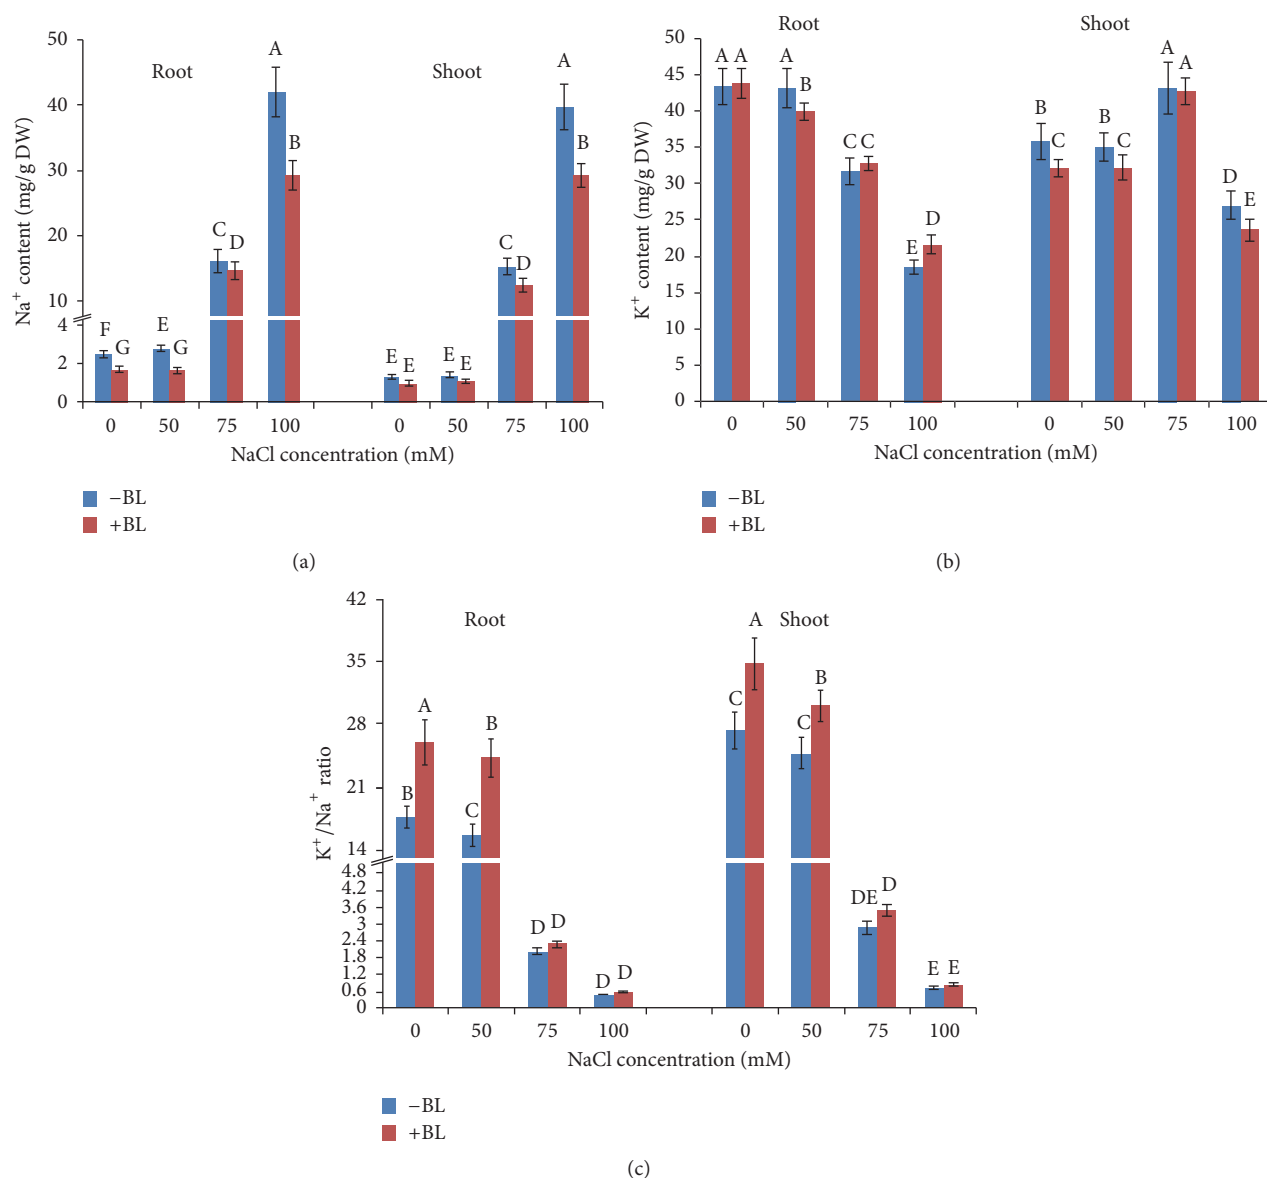 50
40
30
20
10
4
2
0
Na+ content (mg/g DW)
Root
Shoot
F G E G C D A B
E E E E C D A B
0 50 75 100 0 50 75 100
NaCl concentration (mM)
−BL
+BL
(a)
Root
Shoot
50
45
40
35
30
25
20
15
10
5
0
K+ content (mg/g DW)
A A A B C C E D
B C B C A A D E
0 50 75 100 0 50 75 100
NaCl concentration (mM)
−BL
+BL
(b)
42
35
28
21
14
4.8
4.2
3.6
3
2.4
1.8
1.2
0.6
0
K+/Na+ ratio
Root
Shoot
B A C B D D D D
C A C B DE D E E
0 50 75 100 0 50 75 100
NaCl concentration (mM)
−BL
+BL
(c)